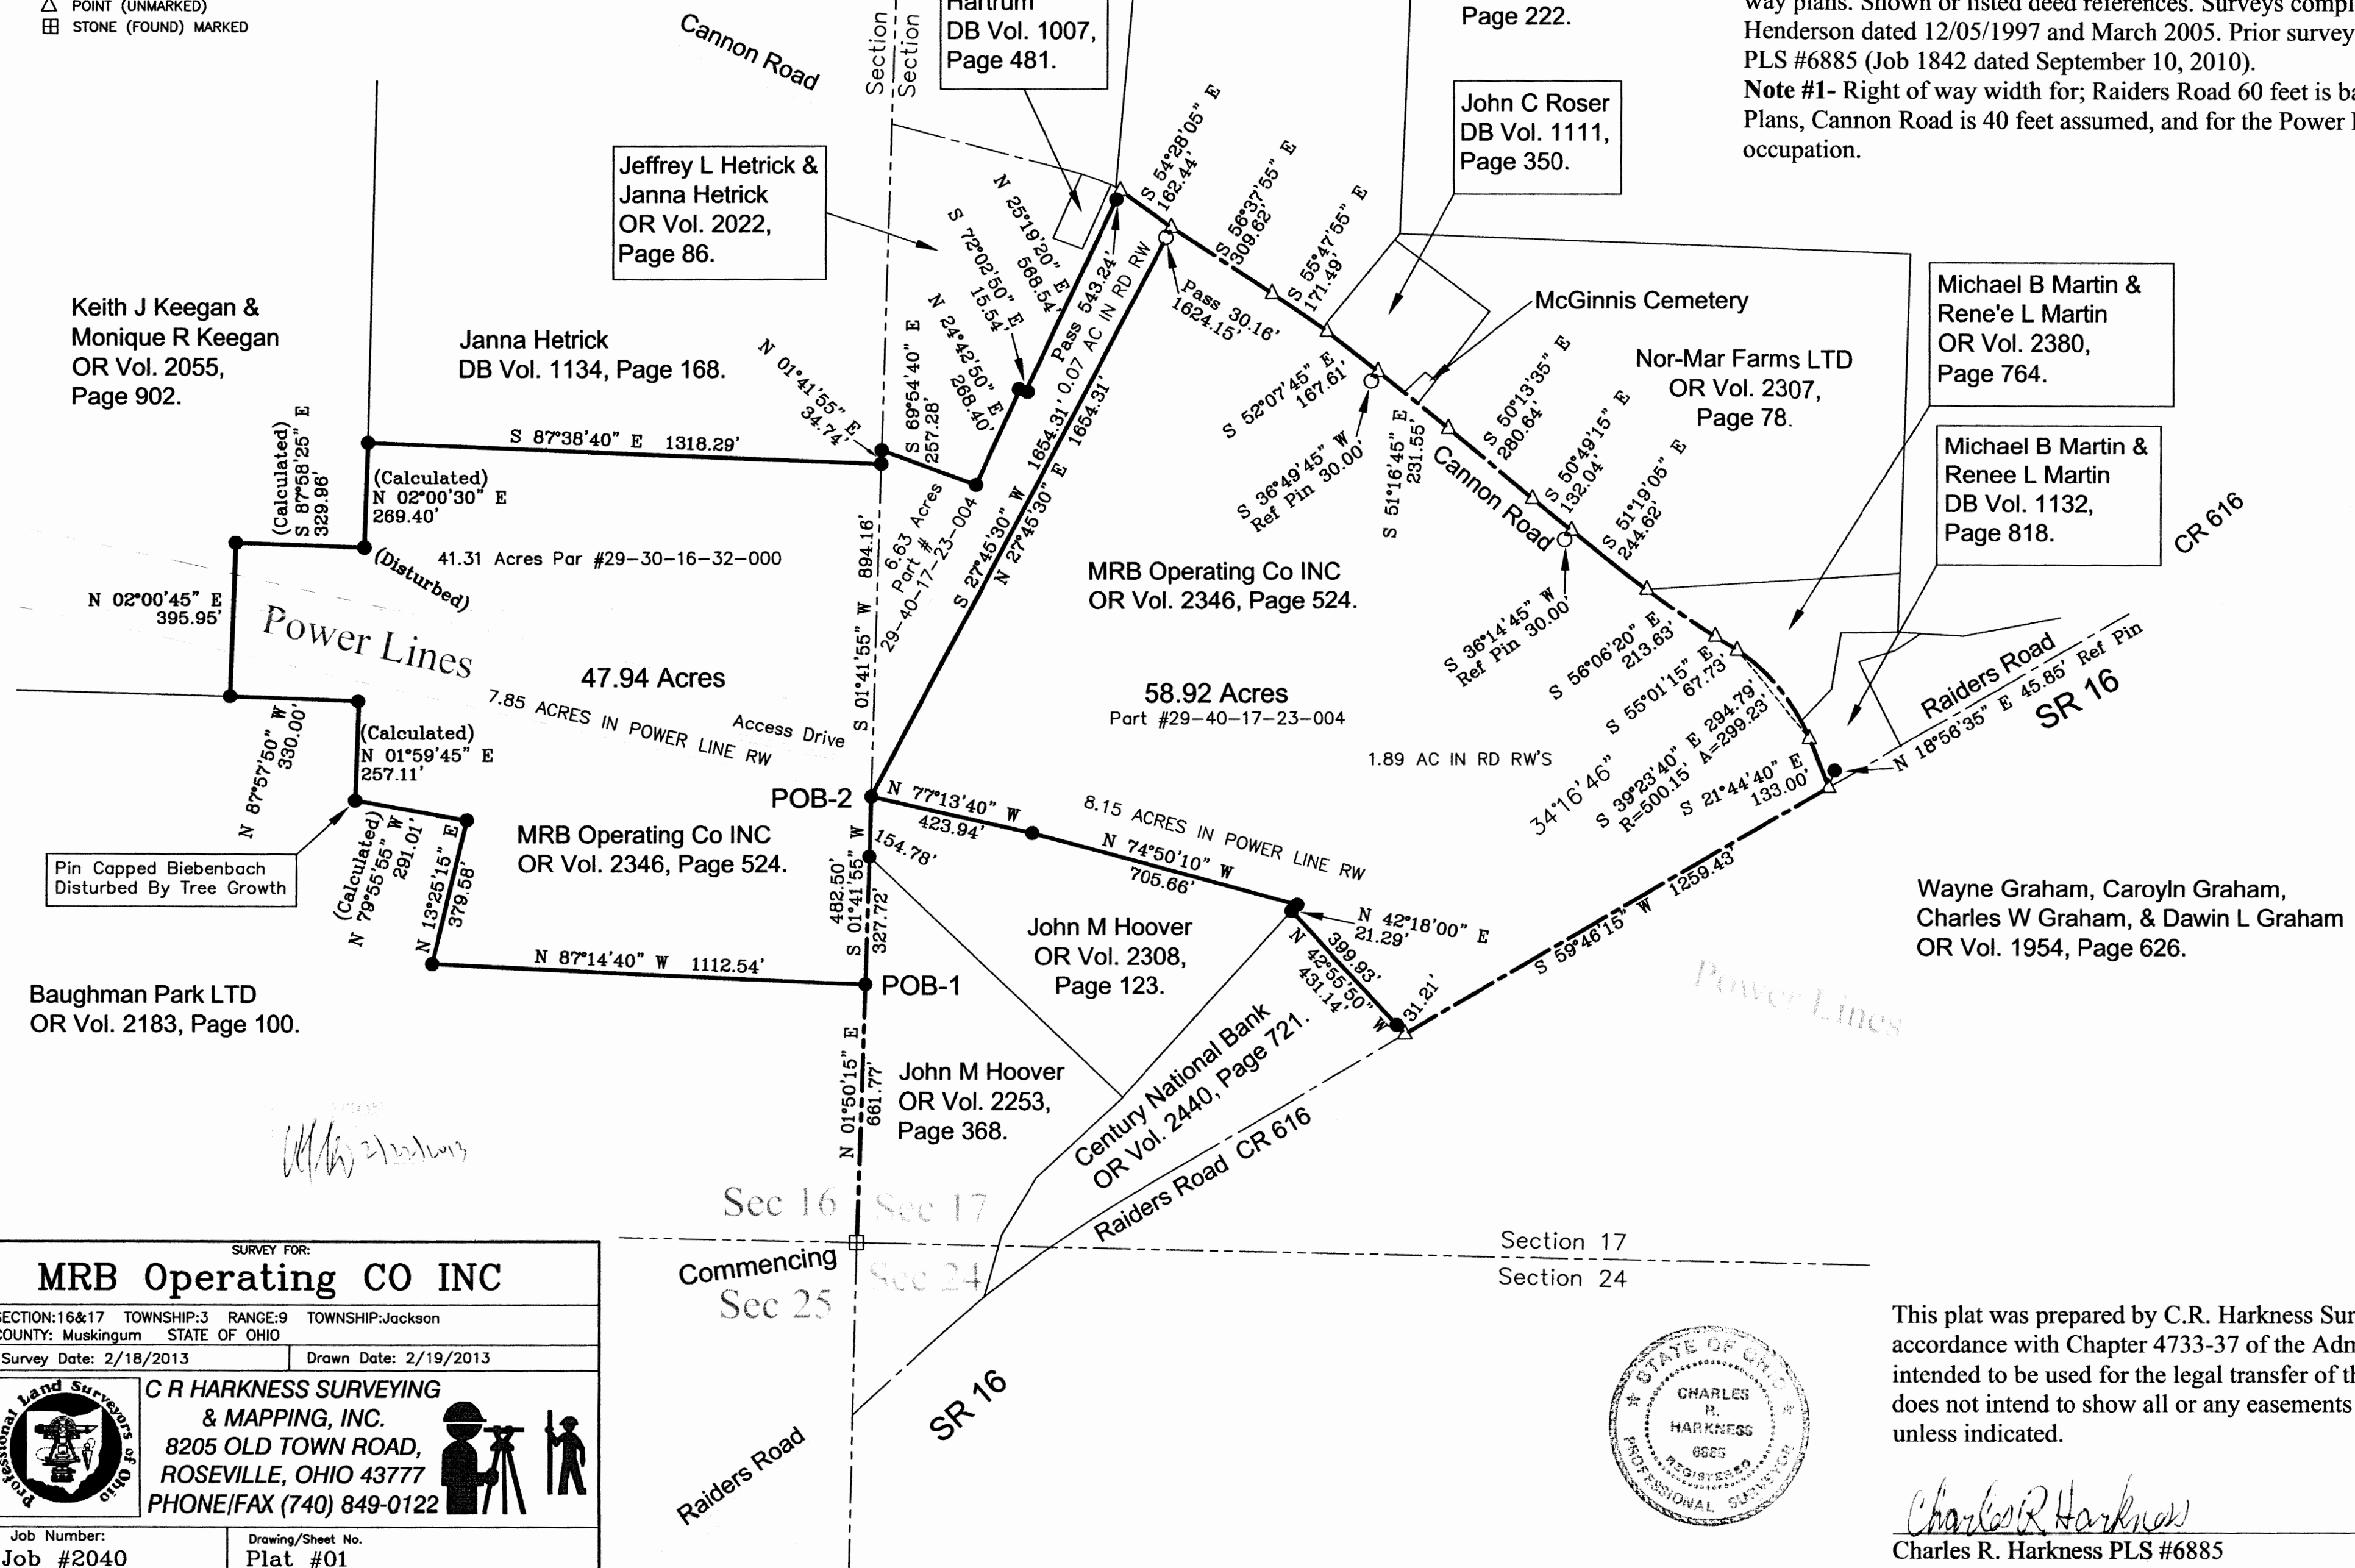 POINT (UNMARKED)
STONE (FOUND) MARKED
Cannon Road
Section
Section
Hartrum
DB Vol. 1007,
Page 481.
Page 222.
way plans. Shown or listed deed references. Surveys compl
Henderson dated 12/05/1997 and March 2005. Prior survey
PLS #6885 (Job 1842 dated September 10, 2010).
Note #1- Right of way width for; Raiders Road 60 feet is ba
Plans, Cannon Road is 40 feet assumed, and for the Power
occupation.
John C Roser
DB Vol. 1111,
Page 350.
Jeffrey L Hetrick &
Janna Hetrick
OR Vol. 2022,
Page 86.
S 54°28'05" E
162.44'
S 56°37'55" E
309.62'
S 55°47'55" E
171.49'
N 25°19'20" E
568.54'
S 72°02'50" E
15.54'
N 24°42'50" E
268.40'
Pass 543.24'
0.07 AC IN RD RW
Pass 30.16'
1624.15'
McGinnis Cemetery
Michael B Martin &
Rene'e L Martin
OR Vol. 2380,
Page 764.
Keith J Keegan &
Monique R Keegan
OR Vol. 2055,
Page 902.
Janna Hetrick
DB Vol. 1134, Page 168.
N 01°41'55" E
34.74'
S 69°54'40" E
257.28'
S 52°07'45" E
167.61'
Nor-Mar Farms LTD
OR Vol. 2307,
Page 78.
S 50°13'35" E
280.64'
S 50°49'15" E
132.04'
S 51°19'05" E
244.62'
Michael B Martin &
Renee L Martin
DB Vol. 1132,
Page 818.
CR 616
(Calculated)
S 87°58'25" E
329.96'
S 87°38'40" E 1318.29'
(Calculated)
N 02°00'30" E
269.40'
(Disturbed)
41.31 Acres Par #29-30-16-32-000
S 36°49'45" W
Ref Pin 30.00'
S 51°16'45" E
231.55'
Cannon Road
6.63 Acres
Part #
29-40-17-23-004
S 27°45'30" W 1654.31'
N 27°45'30" E 1654.31'
S 01°41'55" W 894.16'
MRB Operating Co INC
OR Vol. 2346, Page 524.
N 02°00'45" E
395.95'
Power Lines
47.94 Acres
7.85 ACRES IN POWER LINE RW
Access Drive
58.92 Acres
Part #29-40-17-23-004
1.89 AC IN RD RW'S
S 36°14'45" W
Ref Pin 30.00'
S 56°06'20" E
213.63'
S 55°01'15" E
67.73'
34°16'46"
S 39°23'40" E 294.79'
R=500.15' A=299.23'
S 21°44'40" E
133.00'
Raiders Road
N 18°56'35" E 45.85' Ref Pin
SR 16
N 87°57'50" W
330.00'
(Calculated)
N 01°59'45" E
257.11'
POB-2
N 77°13'40" W
423.94'
8.15 ACRES IN POWER LINE RW
N 74°50'10" W
705.66'
Pin Capped Biebenbach
Disturbed By Tree Growth
(Calculated)
N 79°55'55" W
291.01'
N 13°25'15" E
379.58'
MRB Operating Co INC
OR Vol. 2346, Page 524.
154.78'
482.50'
S 01°41'55" W
327.72'
John M Hoover
OR Vol. 2308,
Page 123.
N 42°18'00" E
21.29'
399.93'
N 42°55'50" W
431.14'
31.21'
S 59°46'15" W 1259.43'
Wayne Graham, Caroyln Graham,
Charles W Graham, & Dawin L Graham
OR Vol. 1954, Page 626.
Power Lines
N 87°14'40" W 1112.54'
POB-1
Baughman Park LTD
OR Vol. 2183, Page 100.
N 01°50'15" E
661.77'
John M Hoover
OR Vol. 2253,
Page 368.
Century National Bank
OR Vol. 2440, Page 721.
Raiders Road CR 616
2/22/2013
Sec 16
Sec 17
Commencing
Sec 24
Sec 25
Section 17
Section 24
SR 16
Raiders Road
SURVEY FOR:
MRB Operating CO INC
SECTION:16&17 TOWNSHIP:3 RANGE:9 TOWNSHIP:Jackson
COUNTY: Muskingum STATE OF OHIO
Survey Date: 2/18/2013
Drawn Date: 2/19/2013
Professional Land Surveyors of Ohio
C R HARKNESS SURVEYING
& MAPPING, INC.
8205 OLD TOWN ROAD,
ROSEVILLE, OHIO 43777
PHONE/FAX (740) 849-0122
Job Number:
Job #2040
Drawing/Sheet No.
Plat #01
STATE OF OHIO
CHARLES
R.
HARKNESS
6885
REGISTERED
PROFESSIONAL SURVEYOR
This plat was prepared by C.R. Harkness Sur
accordance with Chapter 4733-37 of the Adm
intended to be used for the legal transfer of th
does not intend to show all or any easements
unless indicated.
Charles R. Harkness
Charles R. Harkness PLS #6885